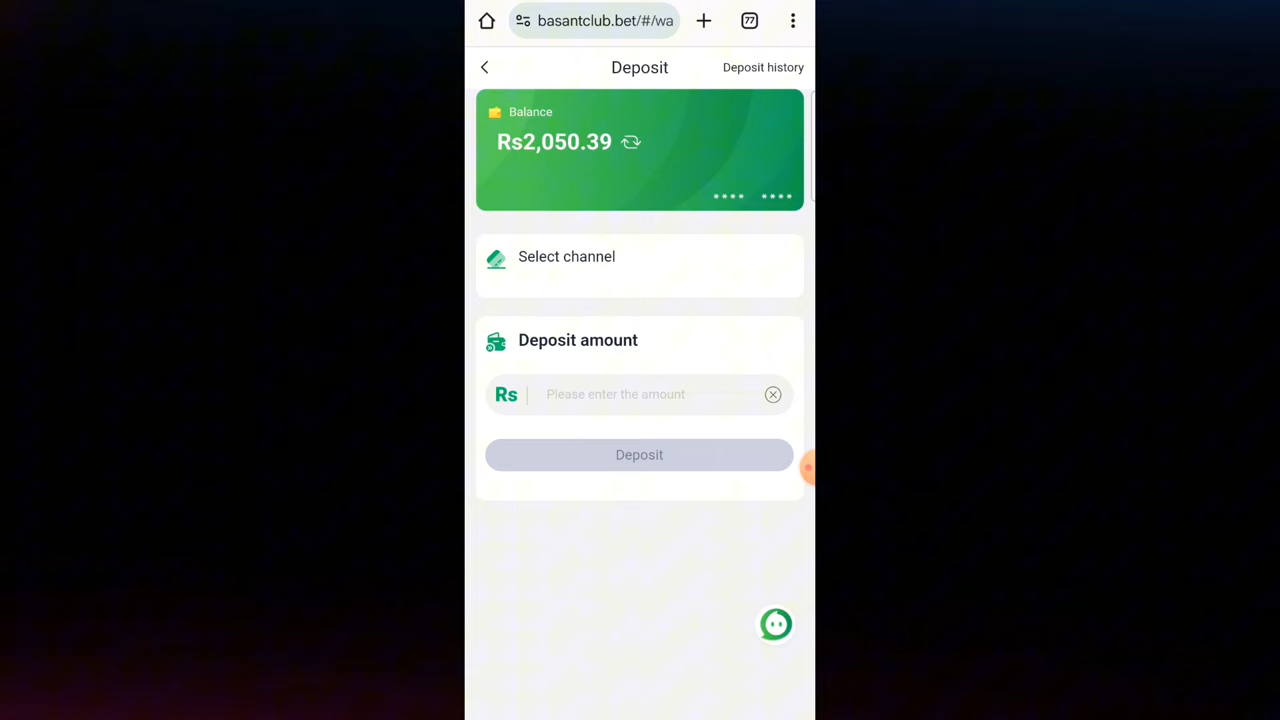 basantclub.bet/#/wa
77
Deposit
Deposit history
Balance
Rs2,050.39
**** ****
Select channel
Deposit amount
Rs
Please enter the amount
Deposit